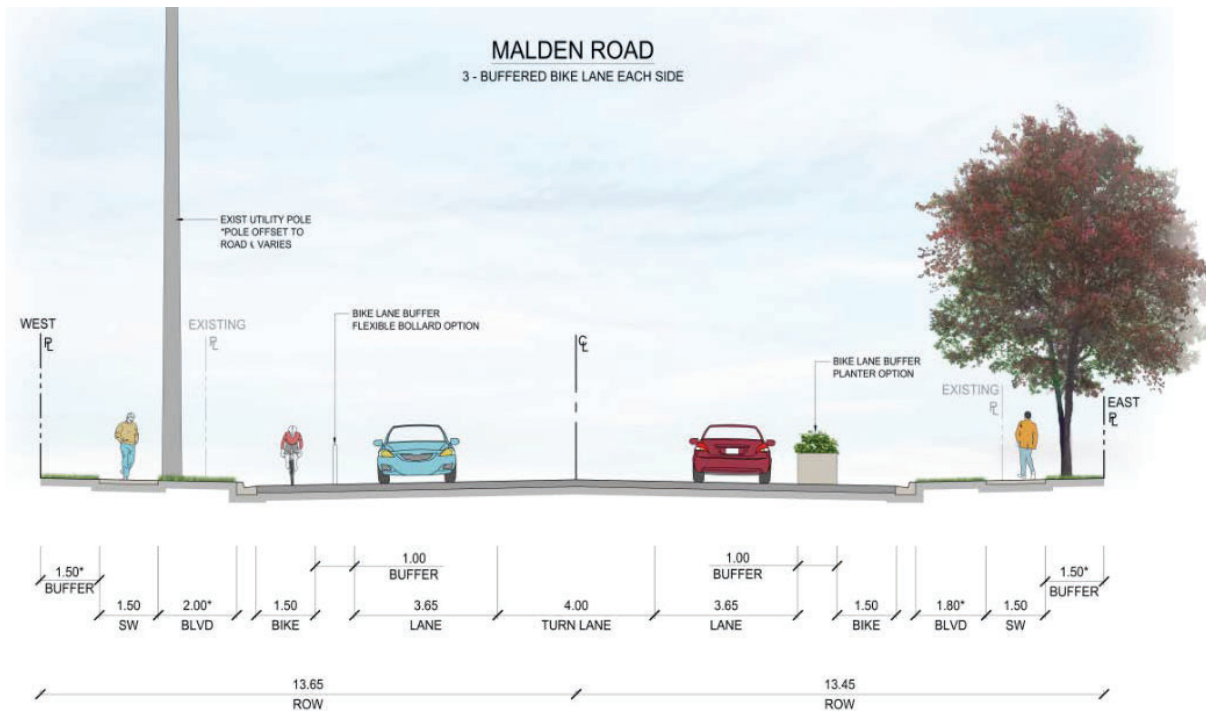 MALDEN ROAD
3 - BUFFERED BIKE LANE EACH SIDE
EXIST UTILITY POLE
*POLE OFFSET TO
ROAD ℄ VARIES
WEST
℄
EXISTING
℄
BIKE LANE BUFFER
FLEXIBLE BOLLARD OPTION
℄
BIKE LANE BUFFER
PLANTER OPTION
EXISTING
℄
EAST
℄
1.50*
BUFFER
1.00
BUFFER
1.00
BUFFER
1.50*
BUFFER
1.50
SW
2.00*
BLVD
1.50
BIKE
3.65
LANE
4.00
TURN LANE
3.65
LANE
1.50
BIKE
1.80*
BLVD
1.50
SW
13.65
ROW
13.45
ROW